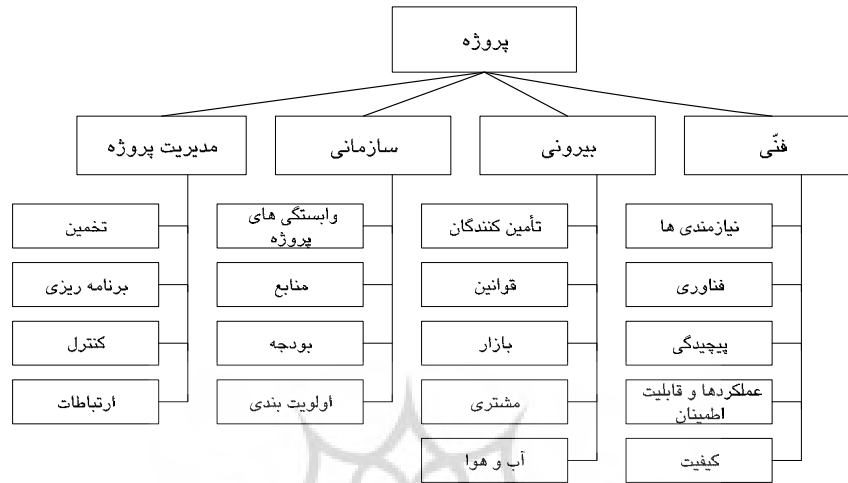 پروژه
فنّی
بیرونی
سازمانی
مدیریت پروژه
نیازمندی ها
تأمین کنندگان
وابستگی های
پروژه
تخمین
فناوری
قوانین
منابع
برنامه ریزی
پیچیدگی
بازار
بودجه
کنترل
عملکردها و قابلیت
اطمینان
مشتری
اولویت بندی
ارتباطات
کیفیت
آب و هوا